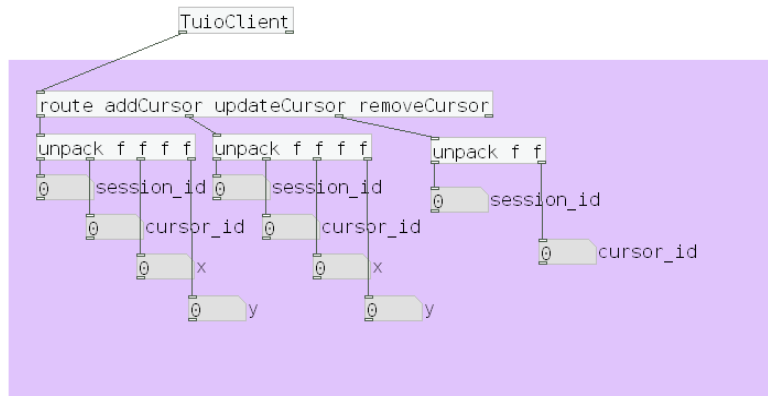 TuioClient
route addCursor updateCursor removeCursor
unpack f f f f
unpack f f f f
unpack f f
0 session_id
0 session_id
0 session_id
0 cursor_id
0 cursor_id
0 cursor_id
0 x
0 x
0 y
0 y